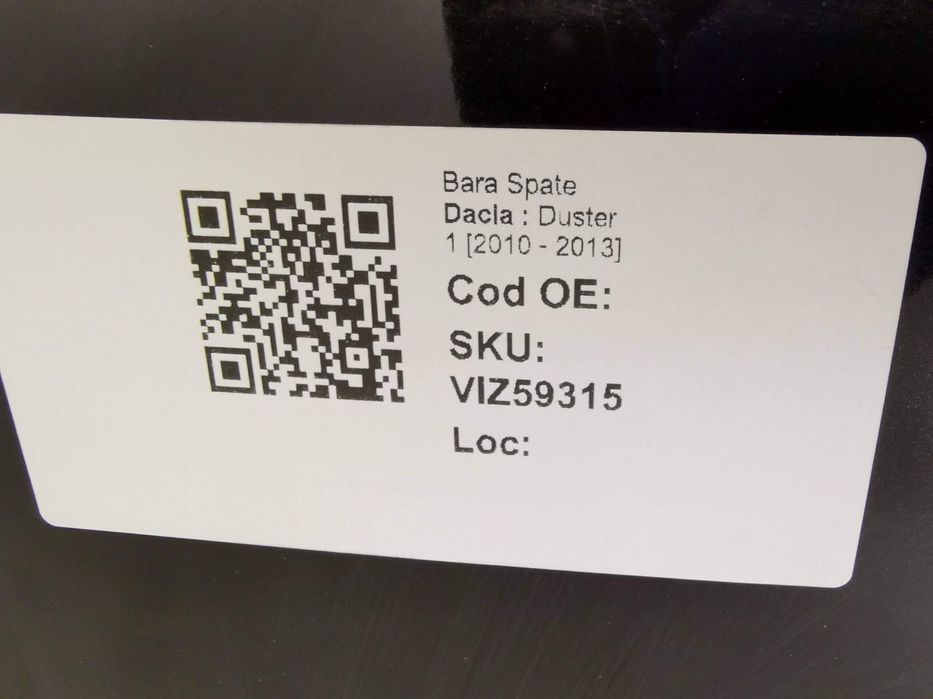 Bara Spate
Dacia : Duster
1 [2010 - 2013]
Cod OE:
SKU:
VIZ59315
Loc: